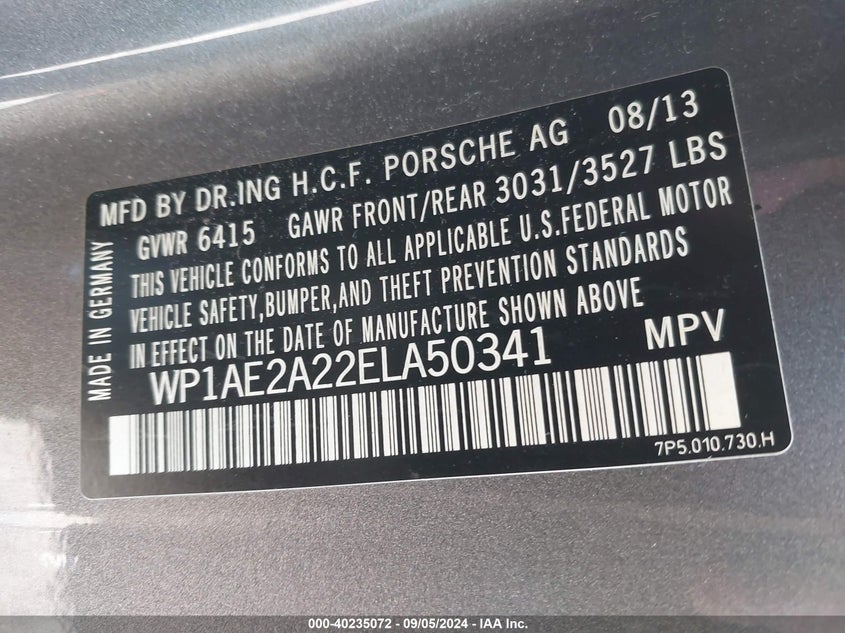 MFD BY DR.ING H.C.F. PORSCHE AG 08/13
GVWR 6415 GAWR FRONT/REAR 3031/3527 LBS
THIS VEHICLE CONFORMS TO ALL APPLICABLE U.S.FEDERAL MOTOR
VEHICLE SAFETY,BUMPER,AND THEFT PREVENTION STANDARDS
IN EFFECT ON THE DATE OF MANUFACTURE SHOWN ABOVE
WP1AE2A22ELA50341 MPV
7P5.010.730.H
MADE IN GERMANY
000-40235072 - 09/05/2024 - IAA Inc.